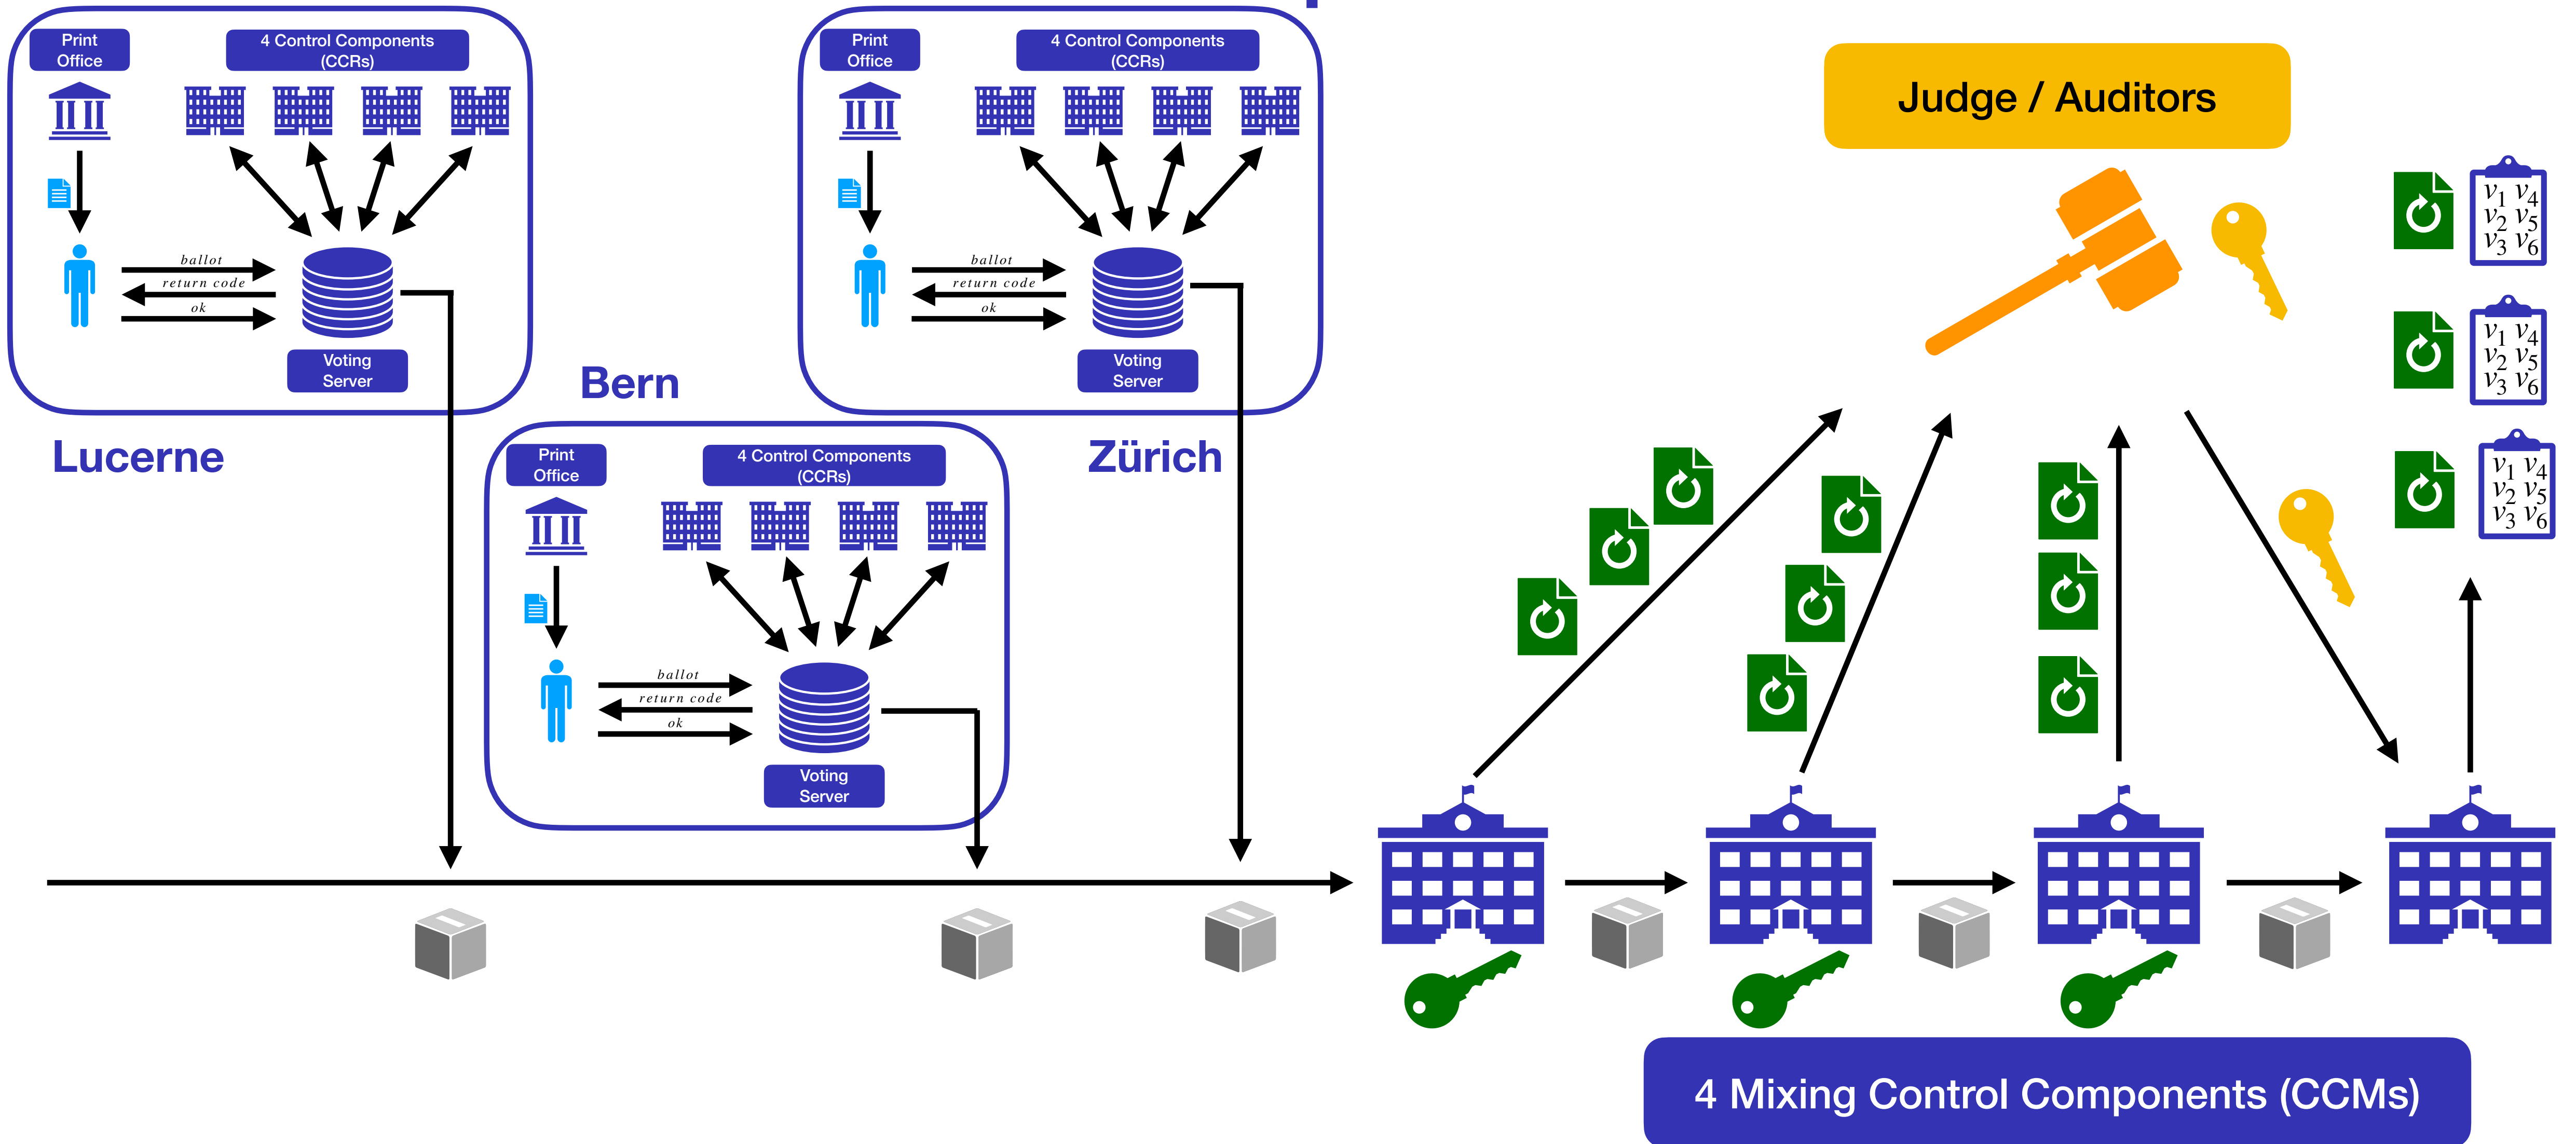 Print
Office
4 Control Components
(CCRs)
ballot
return code
ok
Voting
Server
Lucerne
Bern
Print
Office
4 Control Components
(CCRs)
ballot
return code
ok
Voting
Server
Zürich
Print
Office
4 Control Components
(CCRs)
ballot
return code
ok
Voting
Server
Judge / Auditors
v1 v4
v2 v5
v3 v6
v1 v4
v2 v5
v3 v6
v1 v4
v2 v5
v3 v6
4 Mixing Control Components (CCMs)